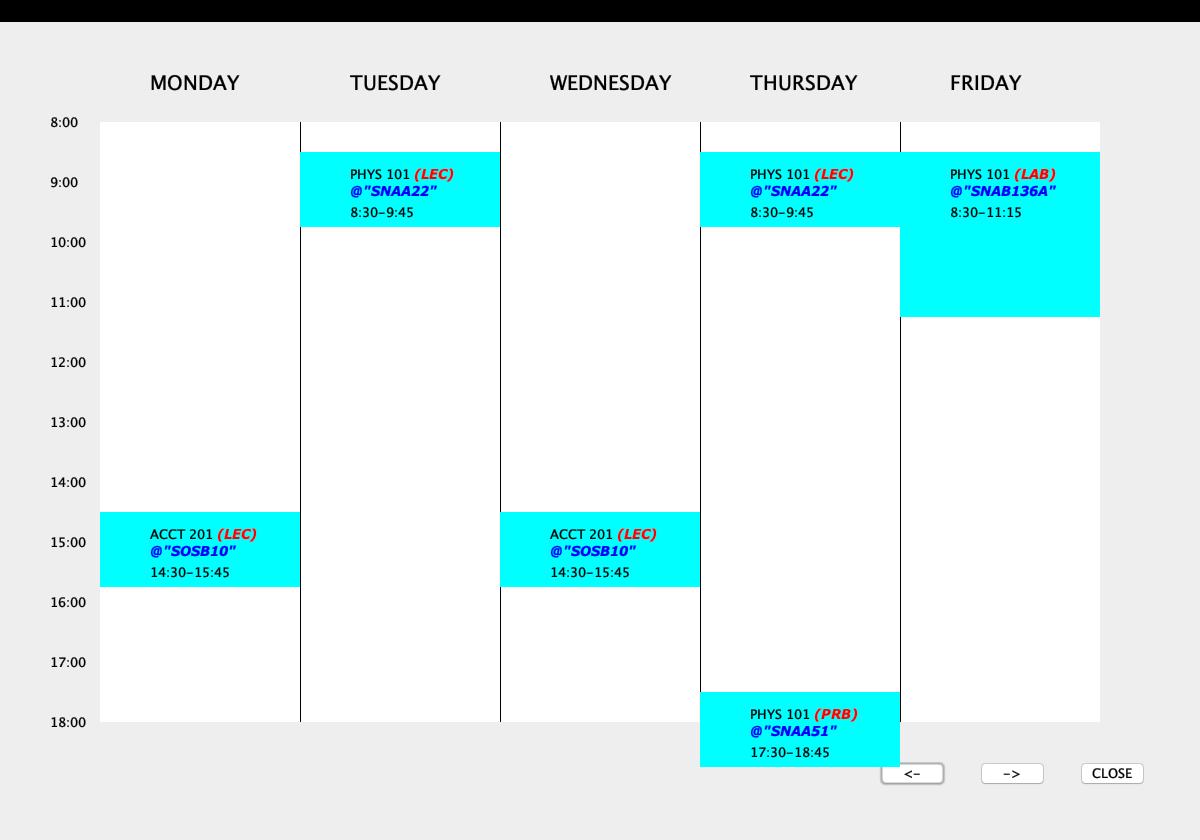 MONDAY TUESDAY WEDNESDAY THURSDAY FRIDAY
8:00
PHYS 101 (LEC) PHYS 101 (LEC) PHYS 101 (LAB)
9:00 @"SNAA22" @"SNAA22" @"SNAB136A"
8:30-9:45 8:30-9:45 8:30-11:15
10:00
11:00
12:00
13:00
14:00
ACCT 201 (LEC) ACCT 201 (LEC)
15:00 @"SOSB10" @"SOSB10"
14:30-15:45 14:30-15:45
16:00
17:00
PHYS 101 (PRB)
18:00 @"SNAA51"
17:30-18:45
<- -> CLOSE